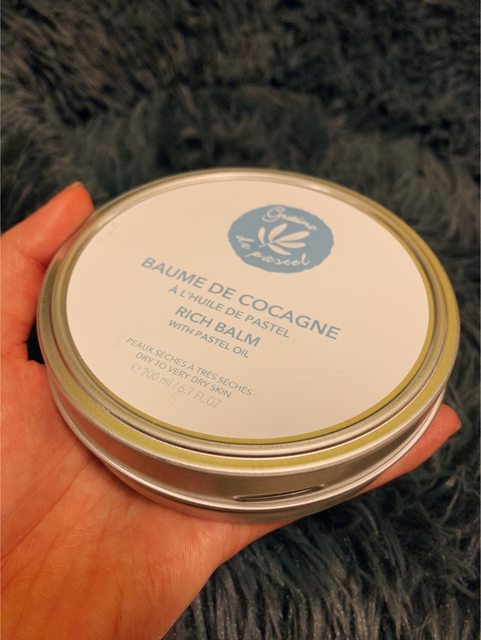 Graine
de pastel
BAUME DE COCAGNE
À L'HUILE DE PASTEL
RICH BALM
WITH PASTEL OIL
PEAUX SÈCHES À TRÈS SÈCHES
DRY TO VERY DRY SKIN
℮ 200 ml / 6,7 FL.OZ